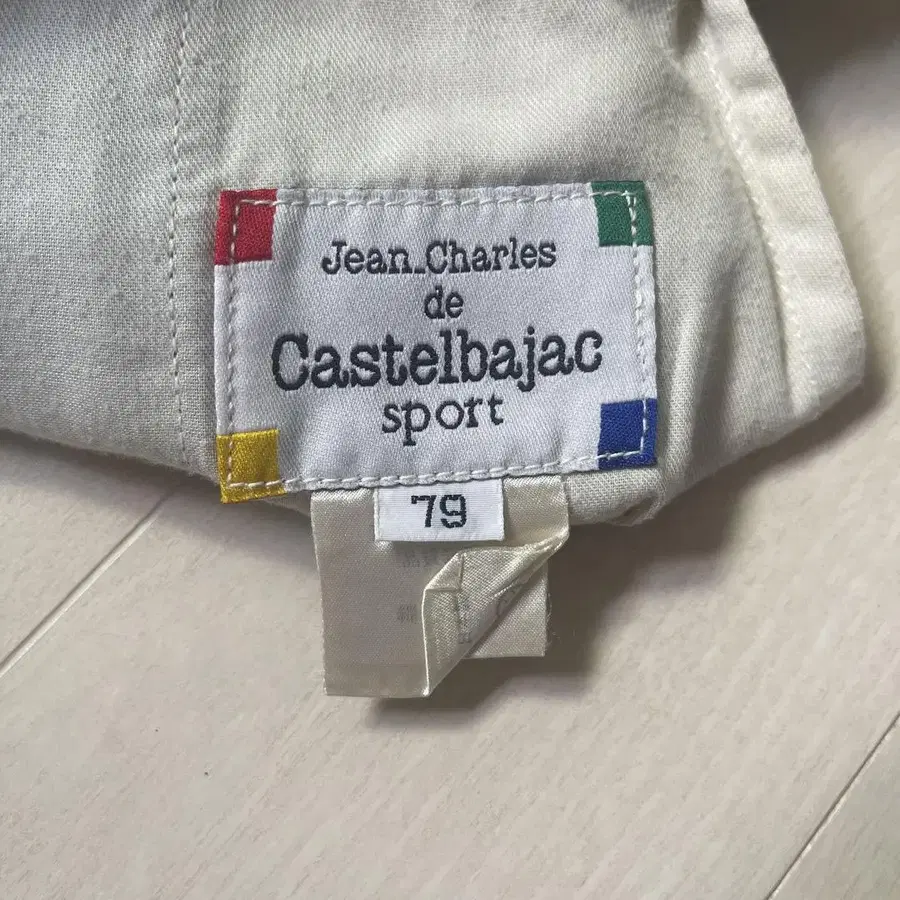 Jean_Charles
de
Castelbajac
sport
79